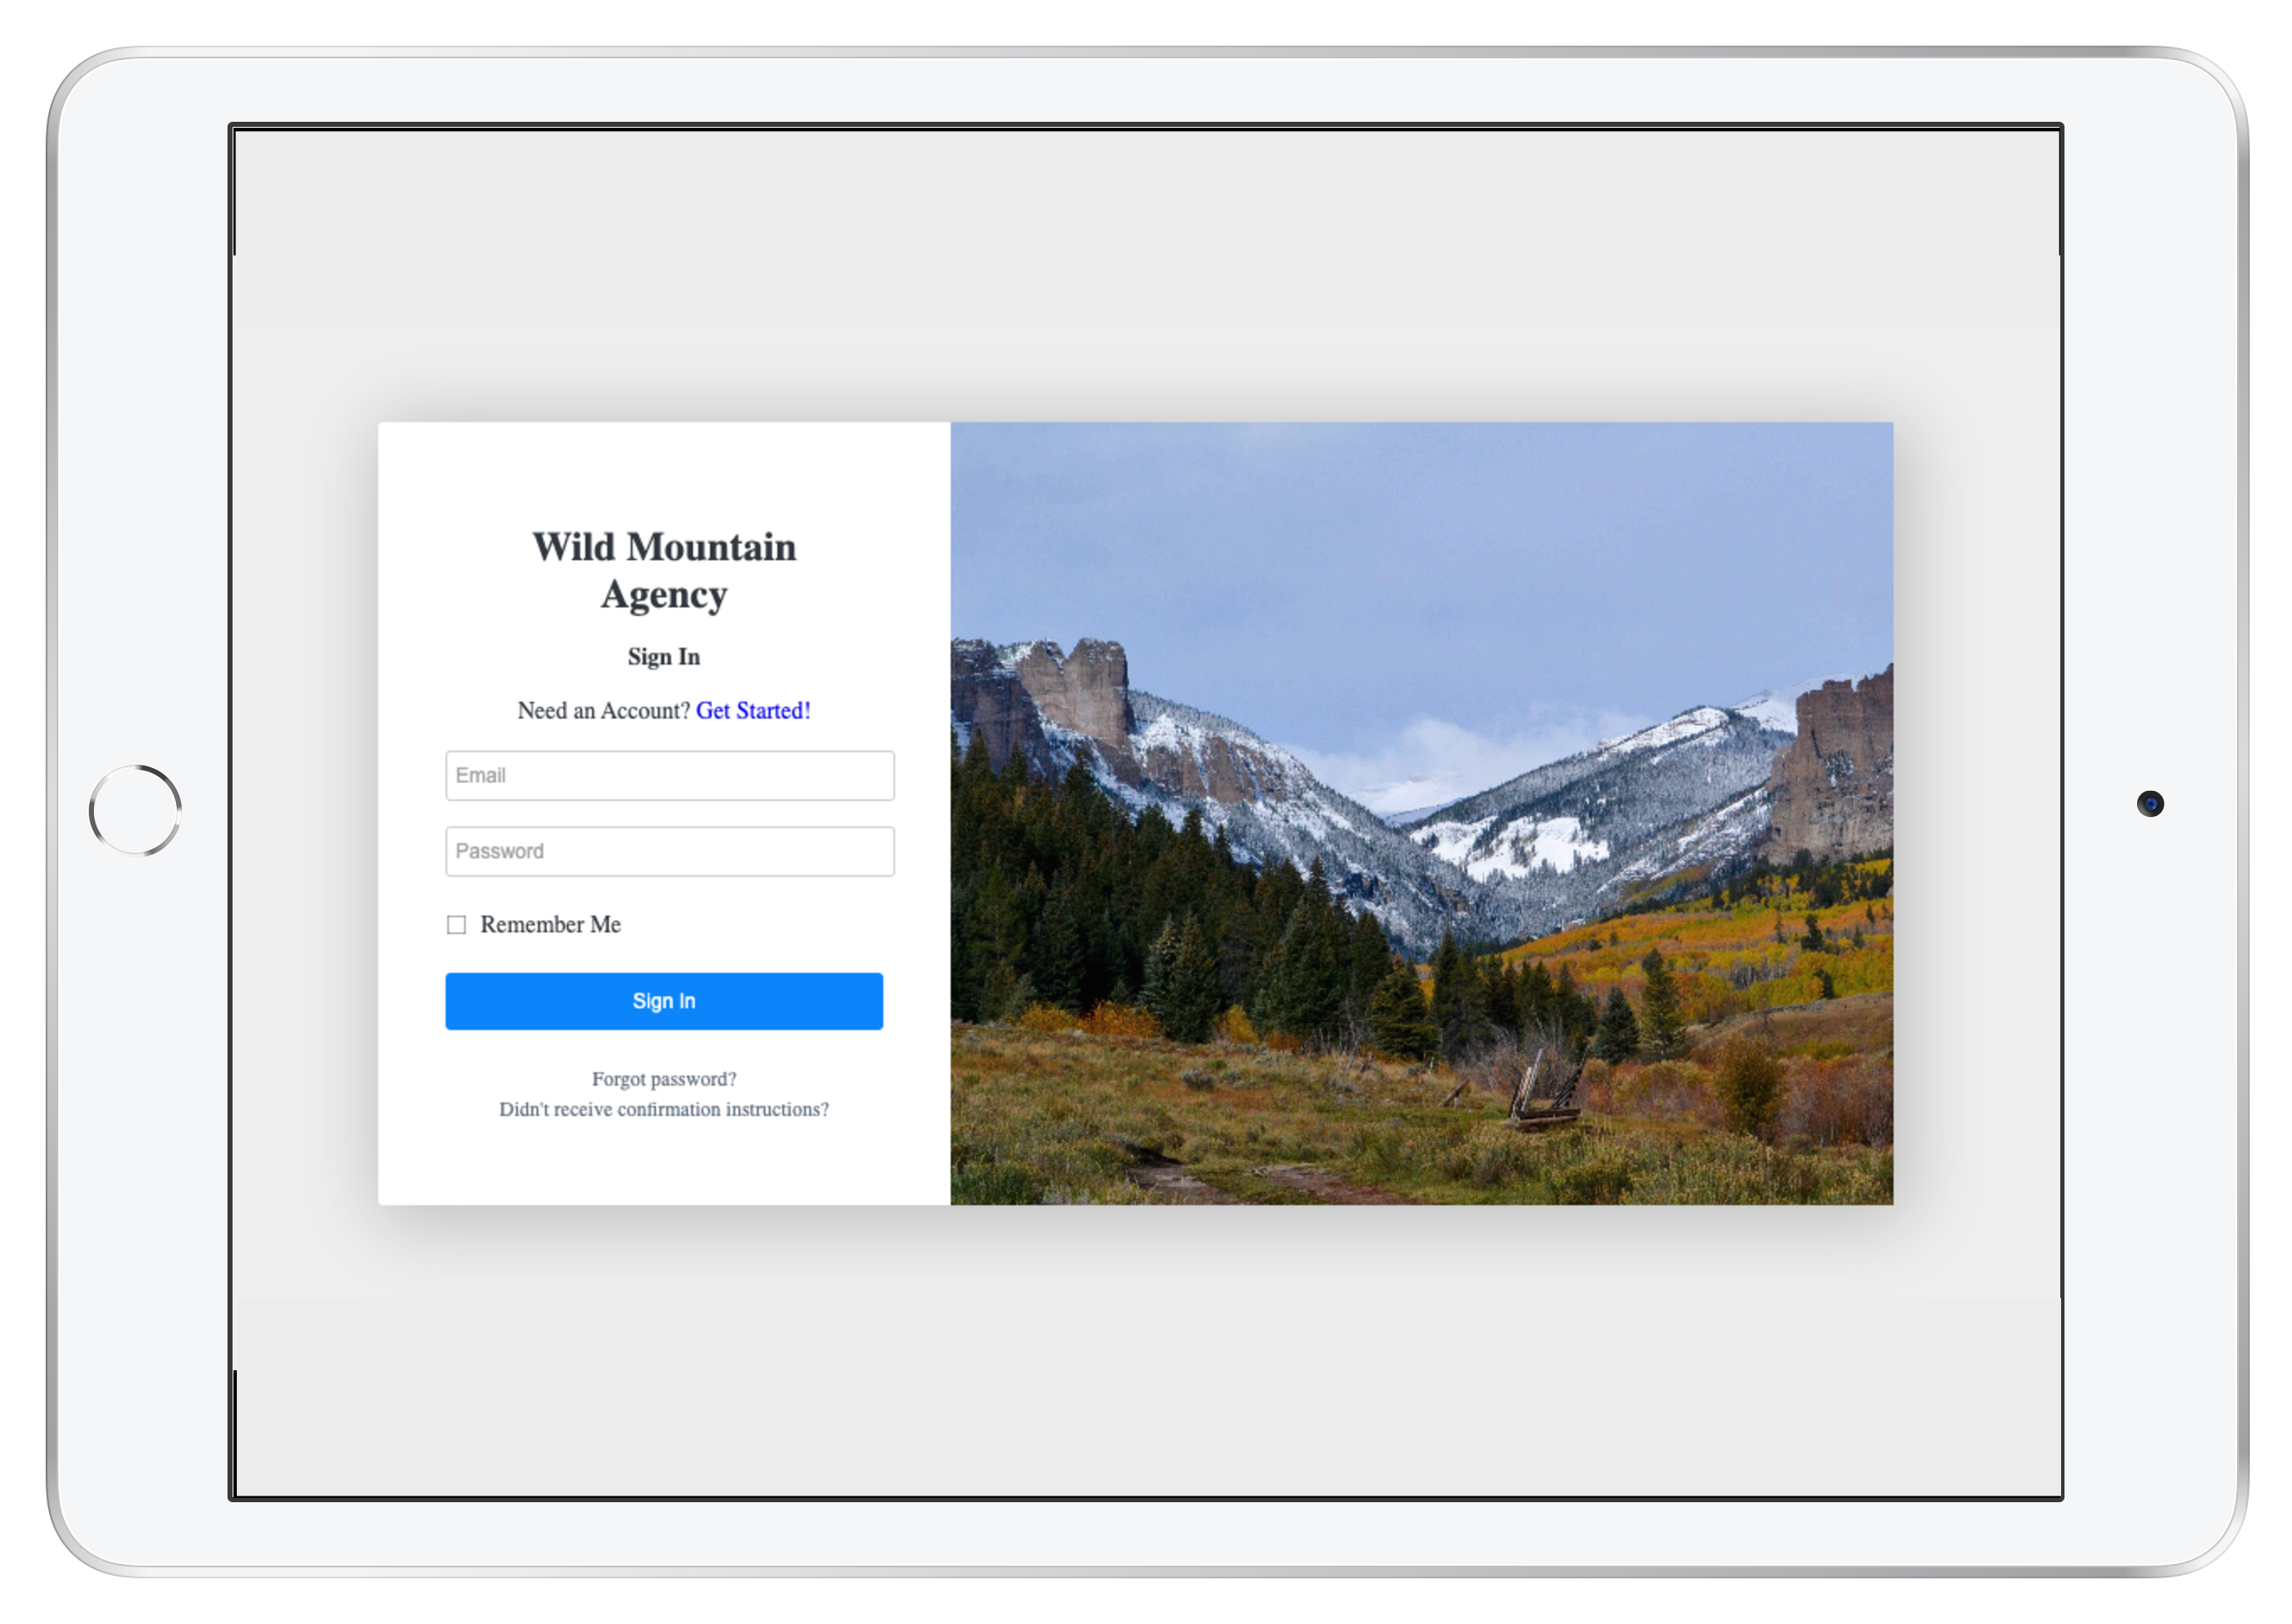 Wild Mountain
Agency
Sign In
Need an Account? Get Started!
Email
Password
Remember Me
Sign In
Forgot password?
Didn't receive confirmation instructions?